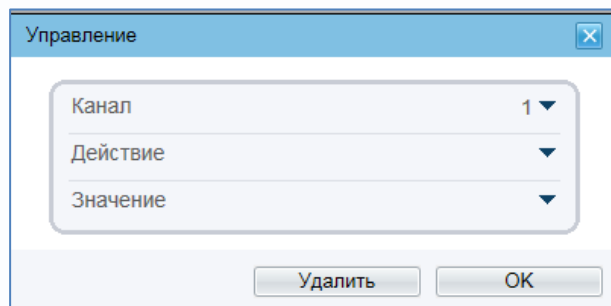 Управление
Канал 1
Действие
Значение
Удалить OK